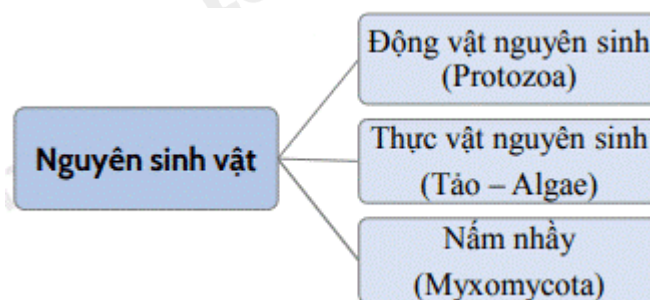 Nguyên sinh vật
Động vật nguyên sinh
(Protozoa)
Thực vật nguyên sinh
(Tảo – Algae)
Nấm nhầy
(Myxomycota)